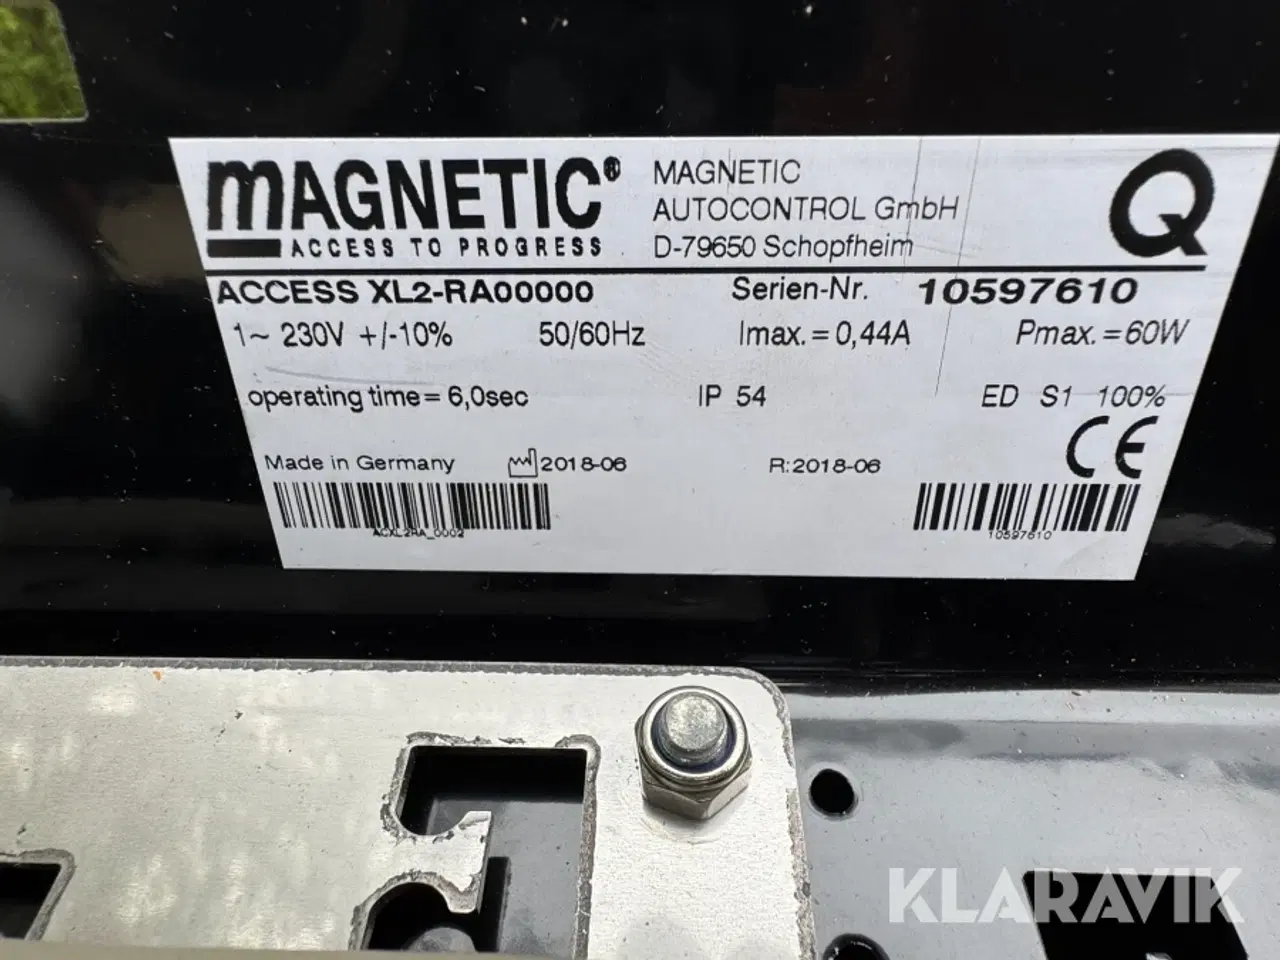 mAGNETIC®
ACCESS TO PROGRESS
MAGNETIC
AUTOCONTROL GmbH
D-79650 Schopfheim
Q
ACCESS XL2-RA00000 Serien-Nr. 10597610
1~ 230V +/-10% 50/60Hz Imax.=0,44A Pmax.=60W
operating time= 6,0sec IP 54 ED S1 100%
CE
Made in Germany 2018-06 R:2018-06
ACXL2RA_0002 10597610
KLARAVIK